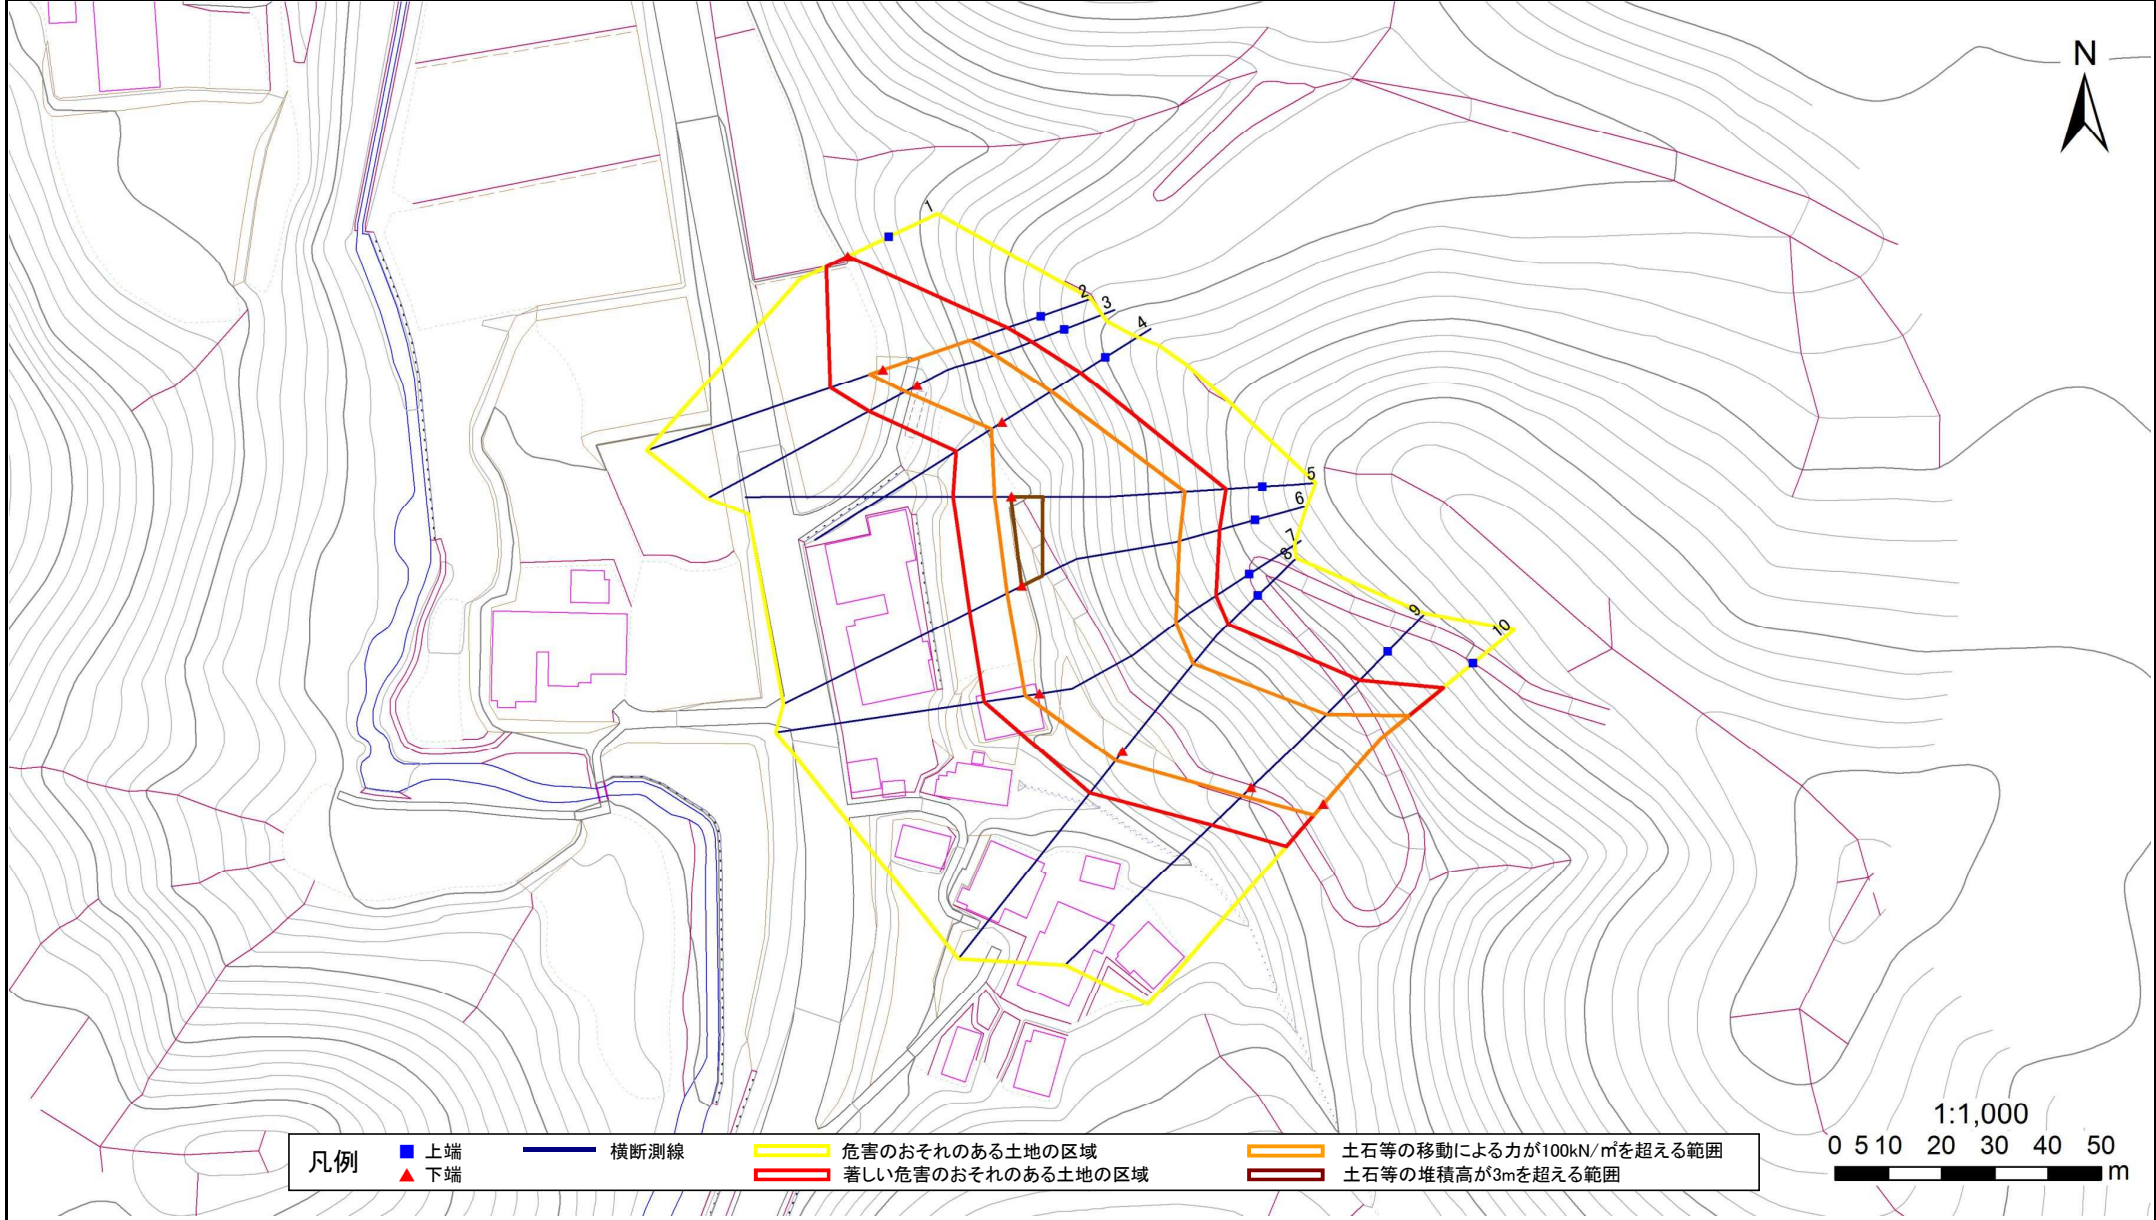 N
1
2
3
4
5
6
7
8
9
10
1:1,000
0 5 10 20 30 40 50
m
凡例
上端
下端
横断測線
危害のおそれのある土地の区域
著しい危害のおそれのある土地の区域
土石等の移動による力が100kN/㎡を超える範囲
土石等の堆積高が3mを超える範囲